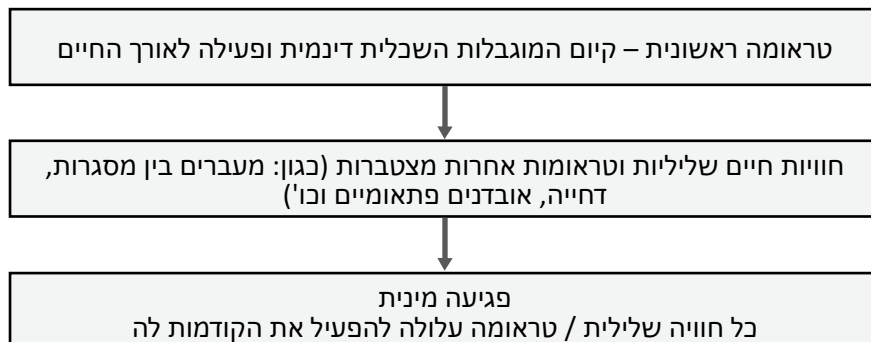 טראומה ראשונית – קיום המוגבלות השכלית דינמית ופעילה לאורך החיים
חוויות חיים שליליות וטראומות אחרות מצטברות (כגון: מעברים בין מסגרות,
דחייה, אובדנים פתאומיים וכו')
פגיעה מינית
כל חוויה שלילית / טראומה עלולה להפעיל את הקודמות לה